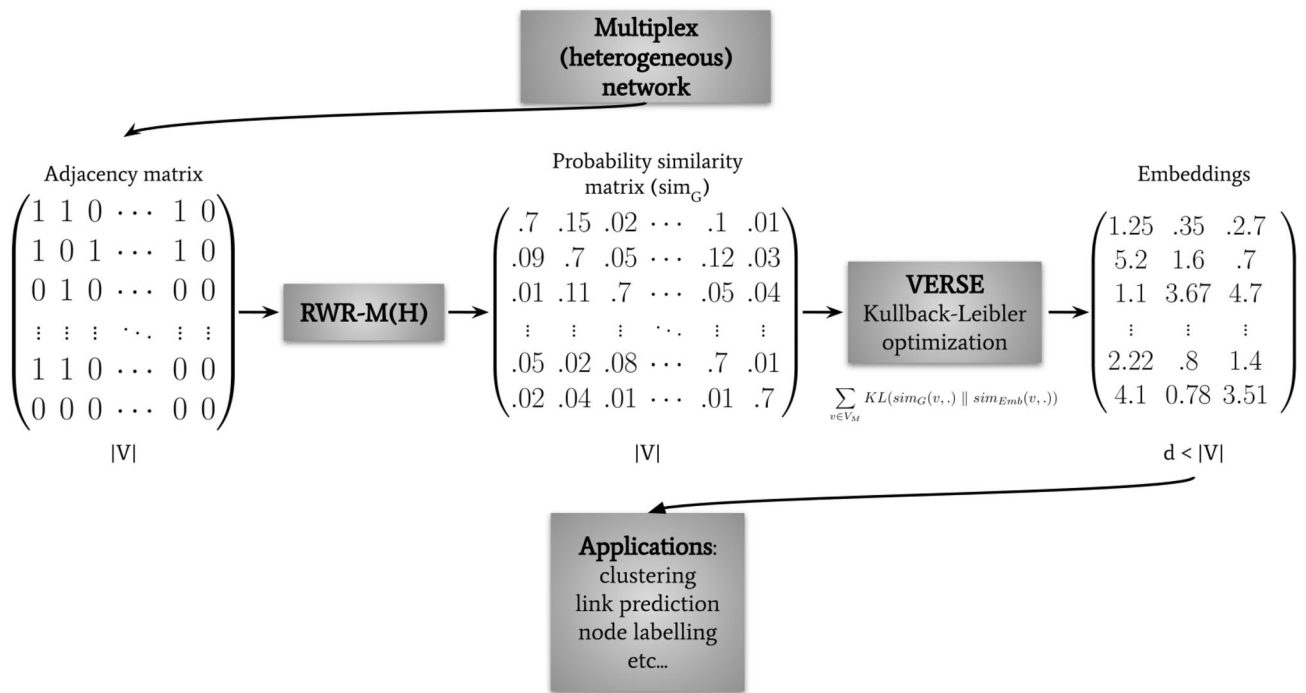 Multiplex
(heterogeneous)
network
Adjacency matrix
1 1 0 ⋯ 1 0
1 0 1 ⋯ 1 0
0 1 0 ⋯ 0 0
⋮ ⋮ ⋮ ⋱ ⋮ ⋮
1 1 0 ⋯ 0 0
0 0 0 ⋯ 0 0
|V|
RWR-M(H)
Probability similarity
matrix (sim_G)
.7 .15 .02 ⋯ .1 .01
.09 .7 .05 ⋯ .12 .03
.01 .11 .7 ⋯ .05 .04
⋮ ⋮ ⋮ ⋱ ⋮ ⋮
.05 .02 .08 ⋯ .7 .01
.02 .04 .01 ⋯ .01 .7
|V|
VERSE
Kullback-Leibler
optimization
∑ KL(sim_G(v,.) ∥ sim_Emb(v,.))
v∈V_M
Embeddings
1.25 .35 .2.7
5.2 1.6 .7
1.1 3.67 4.7
⋮ ⋮ ⋮
2.22 .8 1.4
4.1 0.78 3.51
d < |V|
Applications:
clustering
link prediction
node labelling
etc...